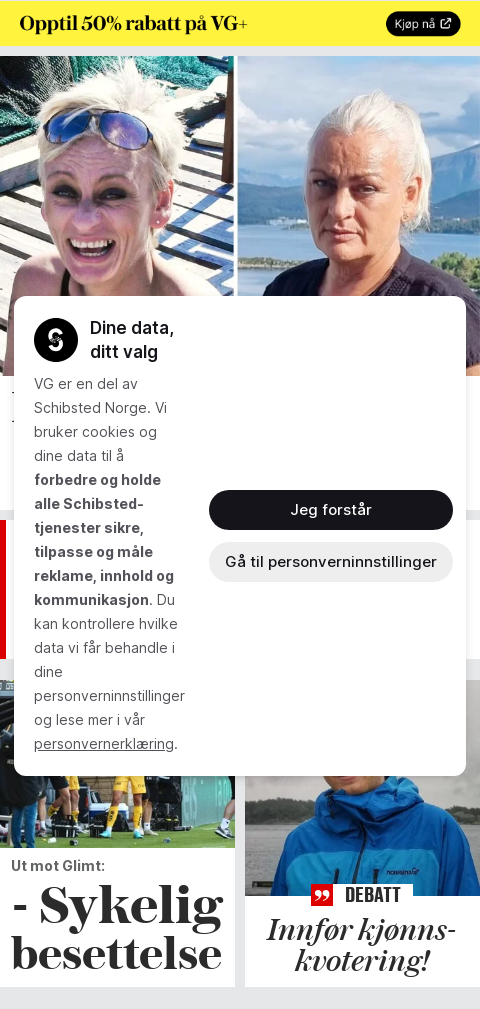 Opptil 50% rabatt på VG+
Kjøp nå
Dine data,
ditt valg
VG er en del av
Schibsted Norge. Vi
bruker cookies og
dine data til å
forbedre og holde
alle Schibsted-
tjenester sikre,
tilpasse og måle
reklame, innhold og
kommunikasjon. Du
kan kontrollere hvilke
data vi får behandle i
dine
personverninnstillinger
og lese mer i vår
personvernerklæring.
Jeg forstår
Gå til personverninnstillinger
Ut mot Glimt:
- Sykelig
besettelse
DEBATT
Innfør kjønns-
kvotering!